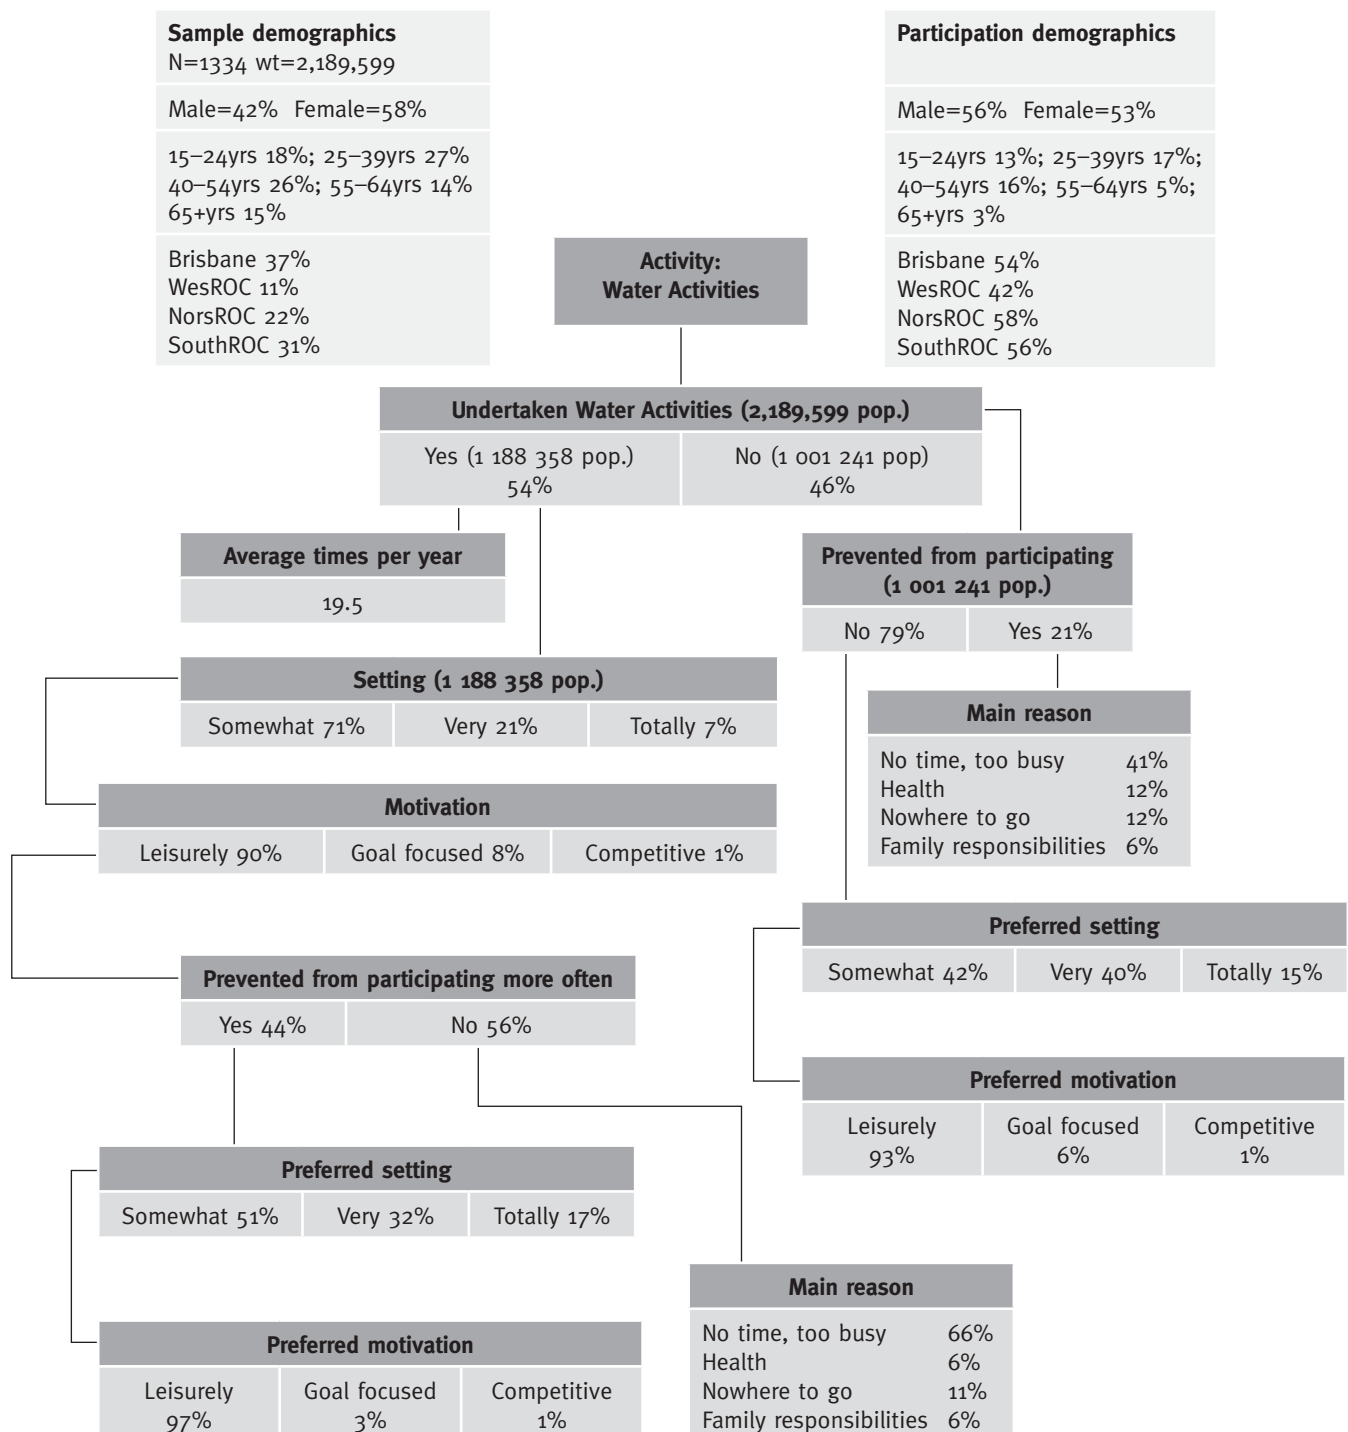 Sample demographics
N=1334 wt=2,189,599
Male=42% Female=58%
15–24yrs 18%; 25–39yrs 27%
40–54yrs 26%; 55–64yrs 14%
65+yrs 15%
Brisbane 37%
WesROC 11%
NorsROC 22%
SouthROC 31%
Participation demographics
Male=56% Female=53%
15–24yrs 13%; 25–39yrs 17%;
40–54yrs 16%; 55–64yrs 5%;
65+yrs 3%
Brisbane 54%
WesROC 42%
NorsROC 58%
SouthROC 56%
Activity:
Water Activities
Undertaken Water Activities (2,189,599 pop.)
Yes (1 188 358 pop.)
54%
No (1 001 241 pop)
46%
Average times per year
19.5
Setting (1 188 358 pop.)
Somewhat 71% Very 21% Totally 7%
Motivation
Leisurely 90% Goal focused 8% Competitive 1%
Prevented from participating more often
Yes 44% No 56%
Preferred setting
Somewhat 51% Very 32% Totally 17%
Preferred motivation
Leisurely
97%
Goal focused
3%
Competitive
1%
Main reason
No time, too busy 66%
Health 6%
Nowhere to go 11%
Family responsibilities 6%
Prevented from participating
(1 001 241 pop.)
No 79% Yes 21%
Main reason
No time, too busy 41%
Health 12%
Nowhere to go 12%
Family responsibilities 6%
Preferred setting
Somewhat 42% Very 40% Totally 15%
Preferred motivation
Leisurely
93%
Goal focused
6%
Competitive
1%